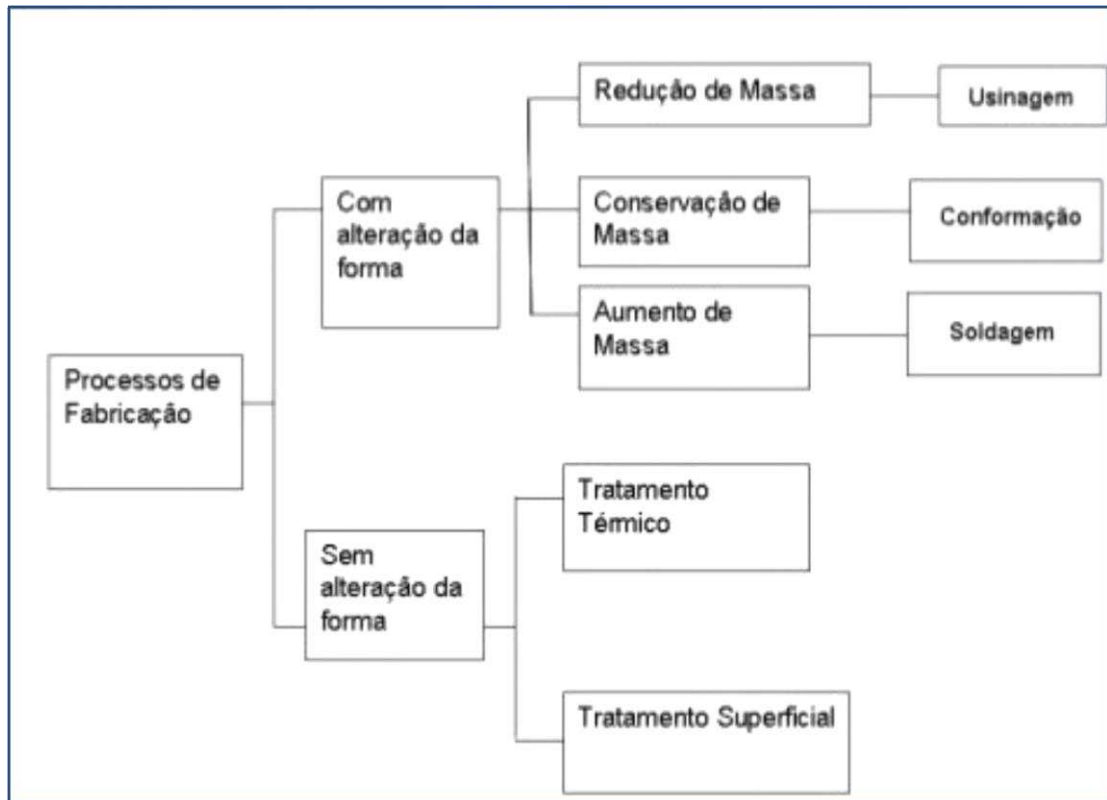 Redução de Massa
Usinagem
Com
alteração da
forma
Conservação de
Massa
Conformação
Aumento de
Massa
Soldagem
Processos de
Fabricação
Sem
alteração da
forma
Tratamento
Térmico
Tratamento Superficial